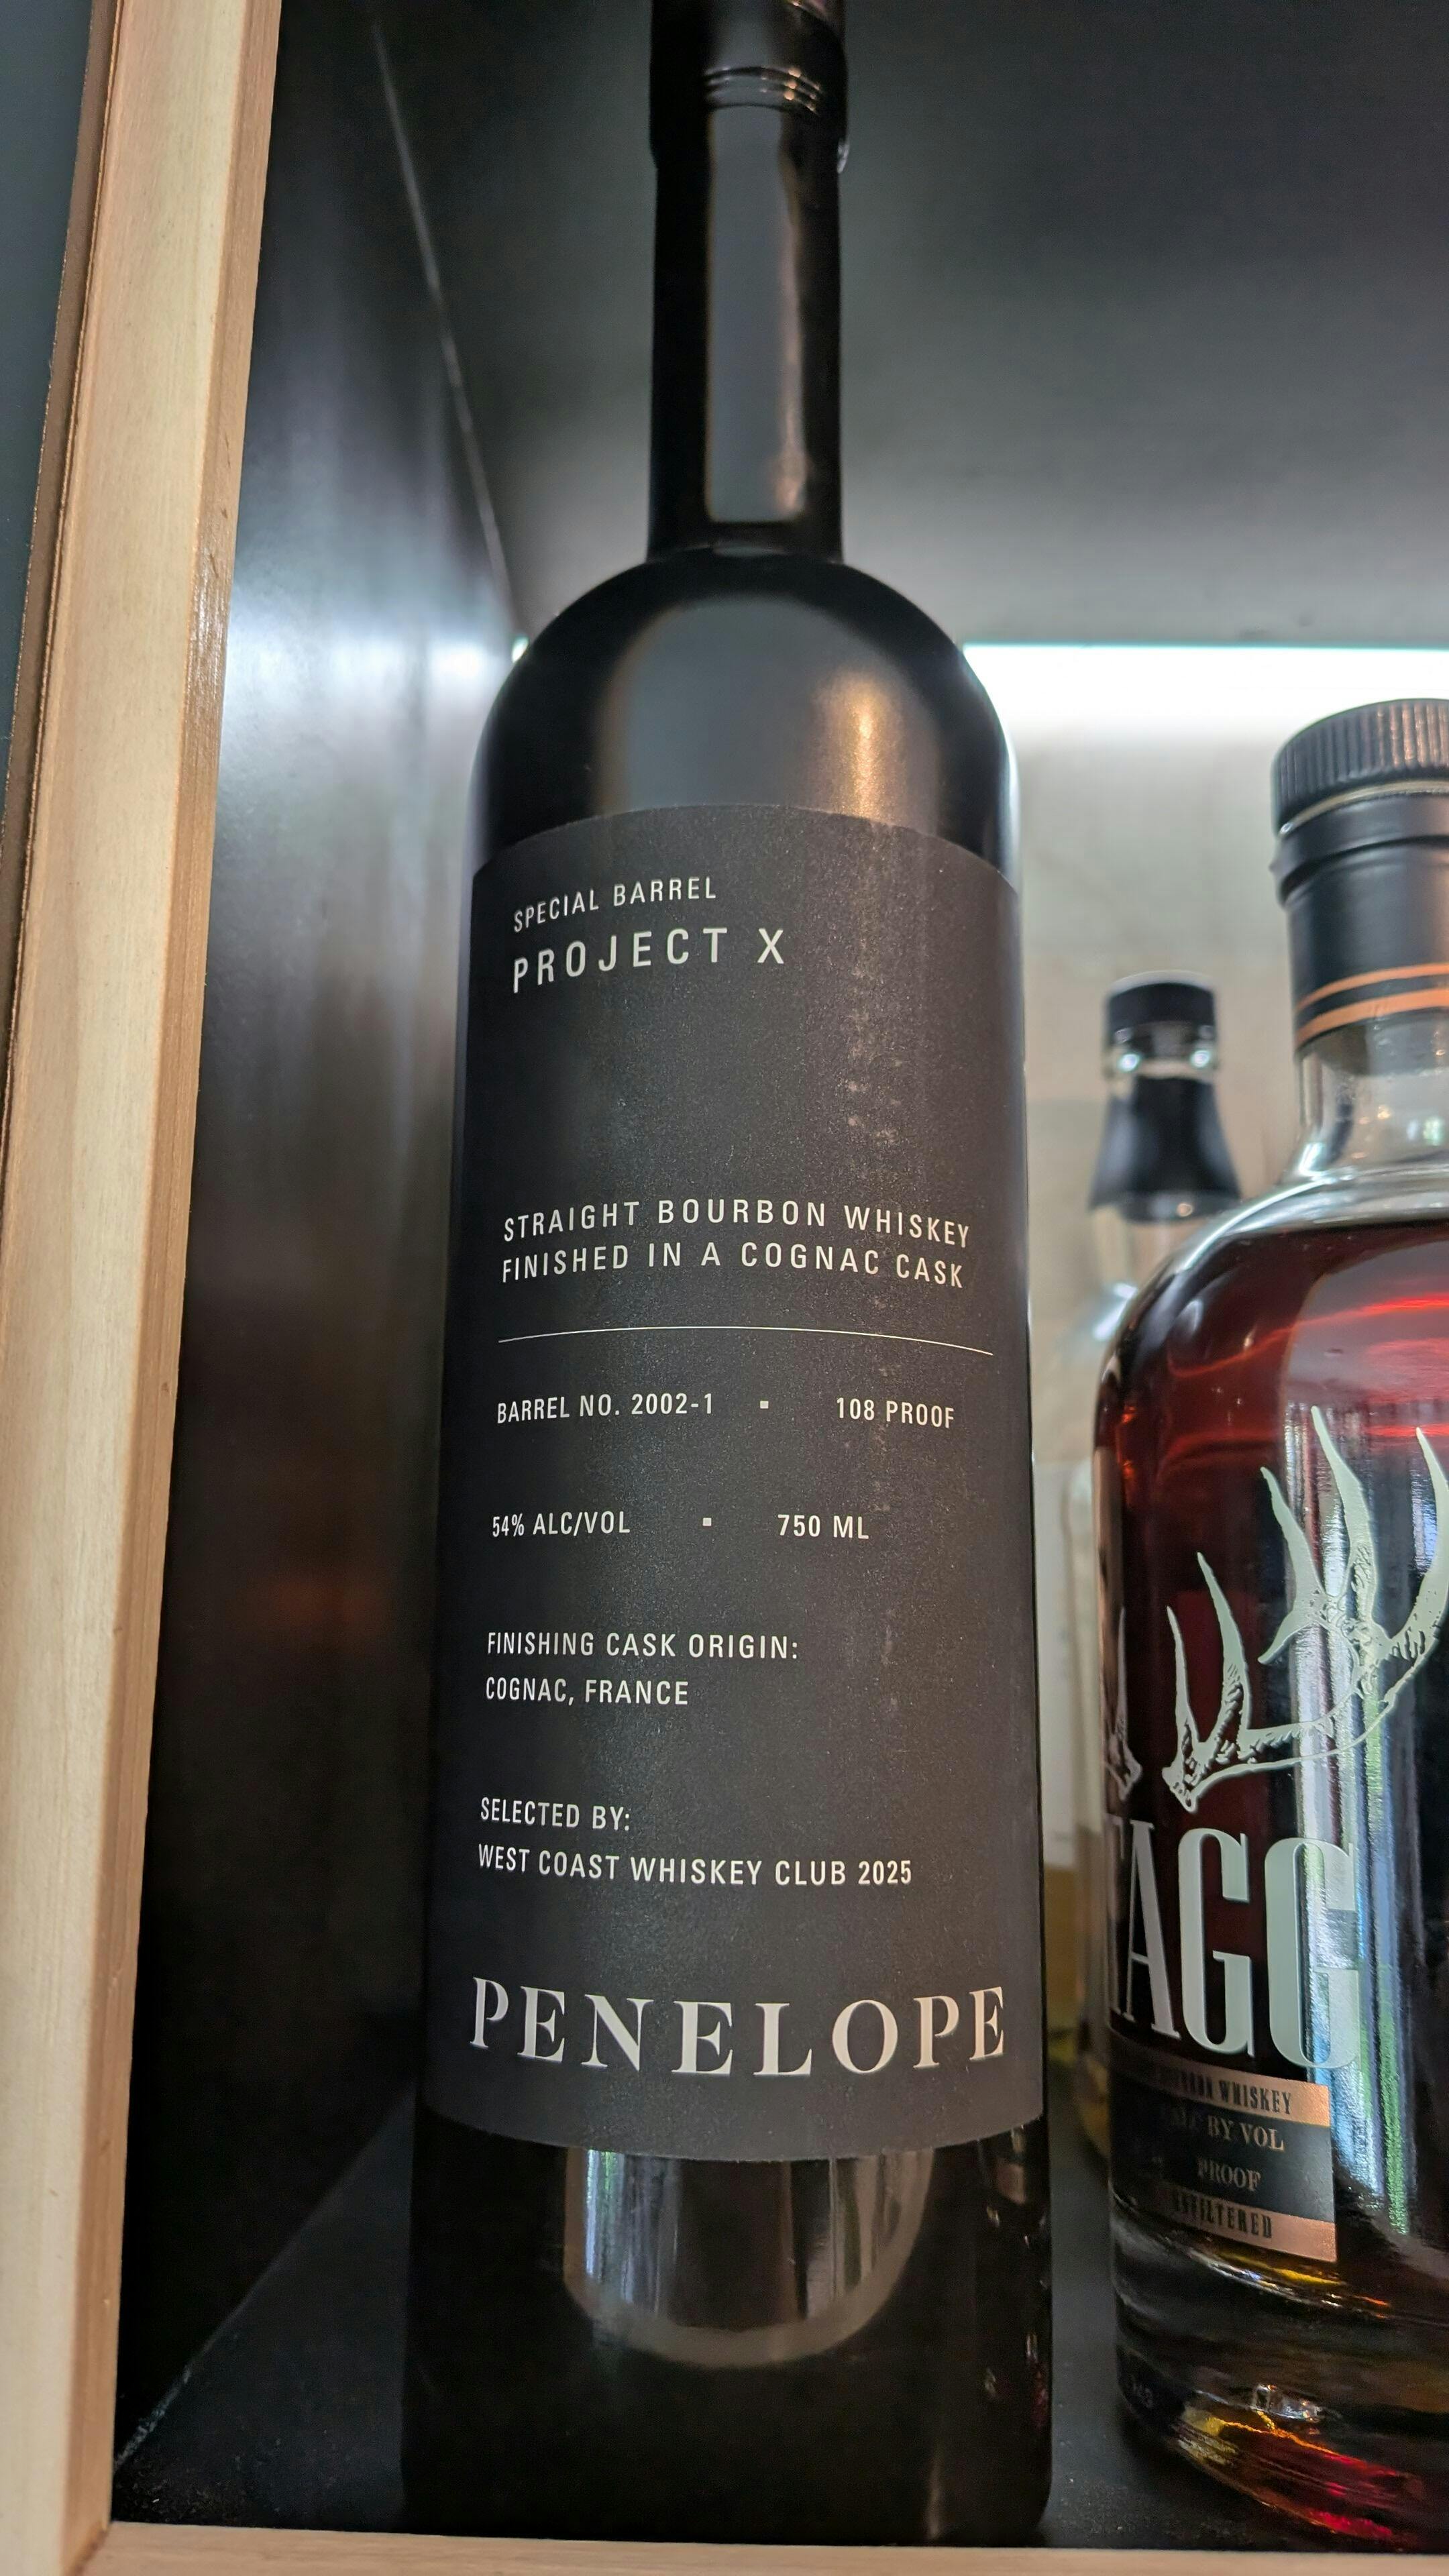 SPECIAL BARREL
PROJECT X
STRAIGHT BOURBON WHISKEY
FINISHED IN A COGNAC CASK
BARREL NO. 2002-1 ▪ 108 PROOF
54% ALC/VOL ▪ 750 ML
FINISHING CASK ORIGIN:
COGNAC, FRANCE
SELECTED BY:
WEST COAST WHISKEY CLUB 2025
PENELOPE
TAGG
WHISKEY
BY VOL
PROOF
UNFILTERED